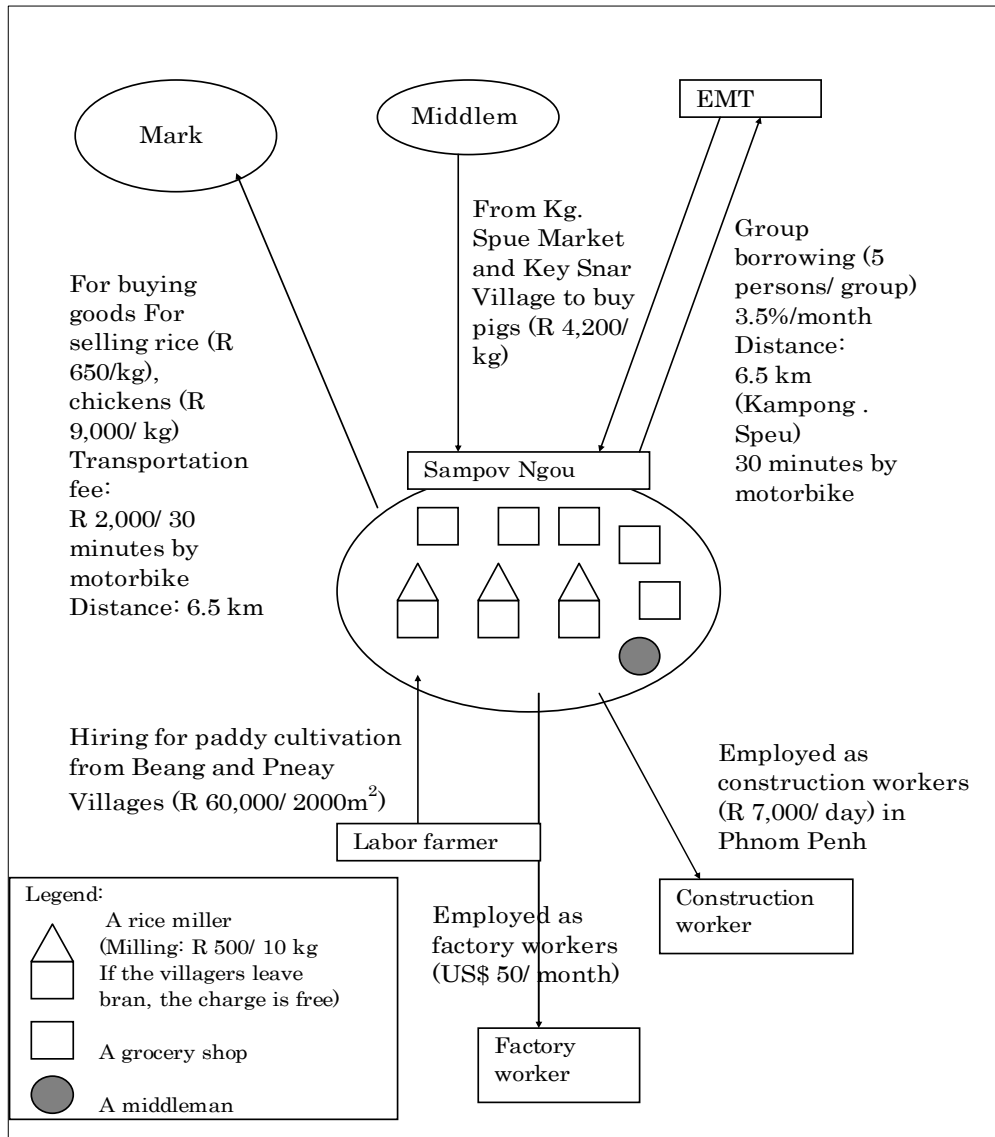 Mark
Middlem
EMT
From Kg.
Spue Market
and Key Snar
Village to buy
pigs (R 4,200/
kg)
Group
borrowing (5
persons/ group)
3.5%/month
Distance:
6.5 km
(Kampong .
Speu)
30 minutes by
motorbike
For buying
goods For
selling rice (R
650/kg),
chickens (R
9,000/ kg)
Transportation
fee:
R 2,000/ 30
minutes by
motorbike
Distance: 6.5 km
Sampov Ngou
Hiring for paddy cultivation
from Beang and Pneay
Villages (R 60,000/ 2000m²)
Labor farmer
Employed as
construction workers
(R 7,000/ day) in
Phnom Penh
Construction
worker
Employed as
factory workers
(US$ 50/ month)
Factory
worker
Legend:
A rice miller
(Milling: R 500/ 10 kg
If the villagers leave
bran, the charge is free)
A grocery shop
A middleman